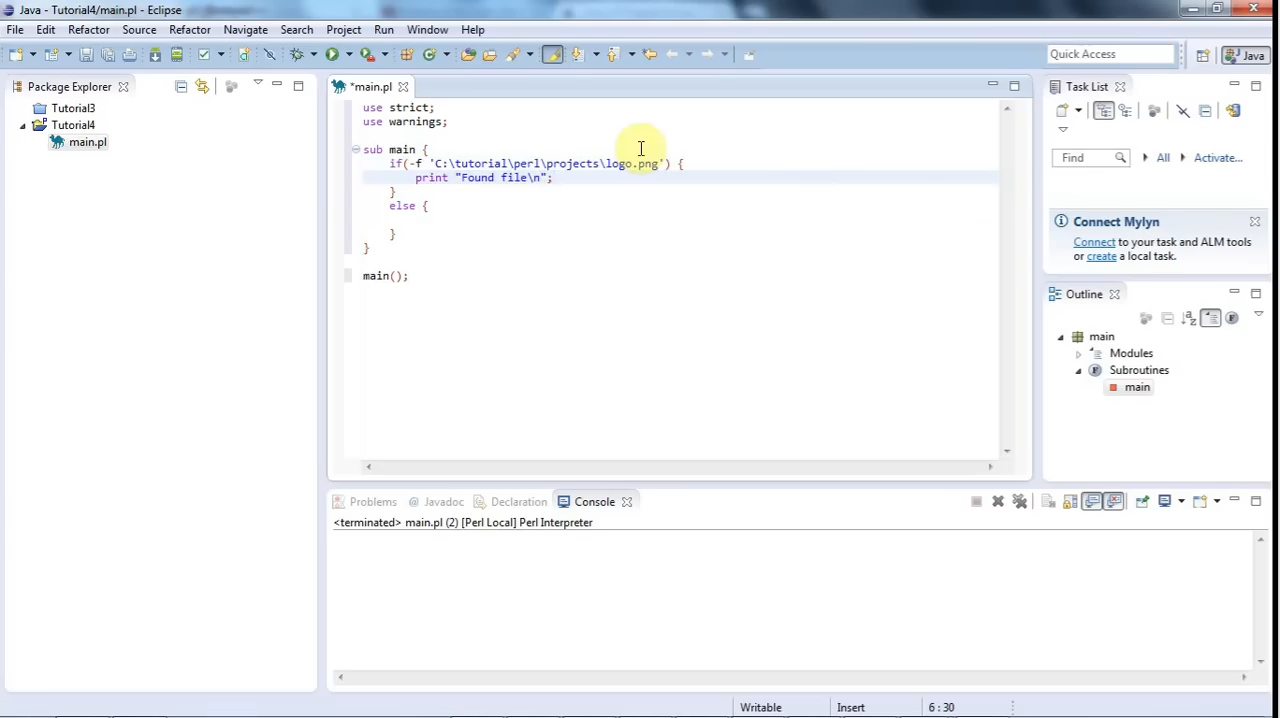 Java - Tutorial4/main.pl - Eclipse
File Edit Refactor Source Refactor Navigate Search Project Run Window Help
Quick Access
Java
Package Explorer
Tutorial3
Tutorial4
main.pl
*main.pl
use strict;
use warnings;
sub main {
if(-f 'C:\tutorial\perl\projects\logo.png') {
print "Found file\n";
}
else {
}
}
main();
Task List
Find
All
Activate...
Connect Mylyn
Connect to your task and ALM tools
or create a local task.
Outline
main
Modules
Subroutines
main
Problems @ Javadoc Declaration Console
<terminated> main.pl (2) [Perl Local] Perl Interpreter
Writable Insert 6 : 30